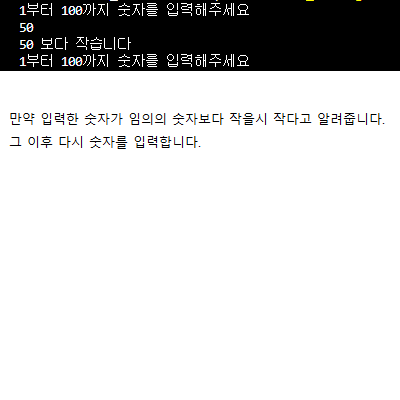 1부터 100까지 숫자를 입력해주세요
50
50 보다 작습니다
1부터 100까지 숫자를 입력해주세요
만약 입력한 숫자가 임의의 숫자보다 작을시 작다고 알려줍니다.
그 이후 다시 숫자를 입력합니다.